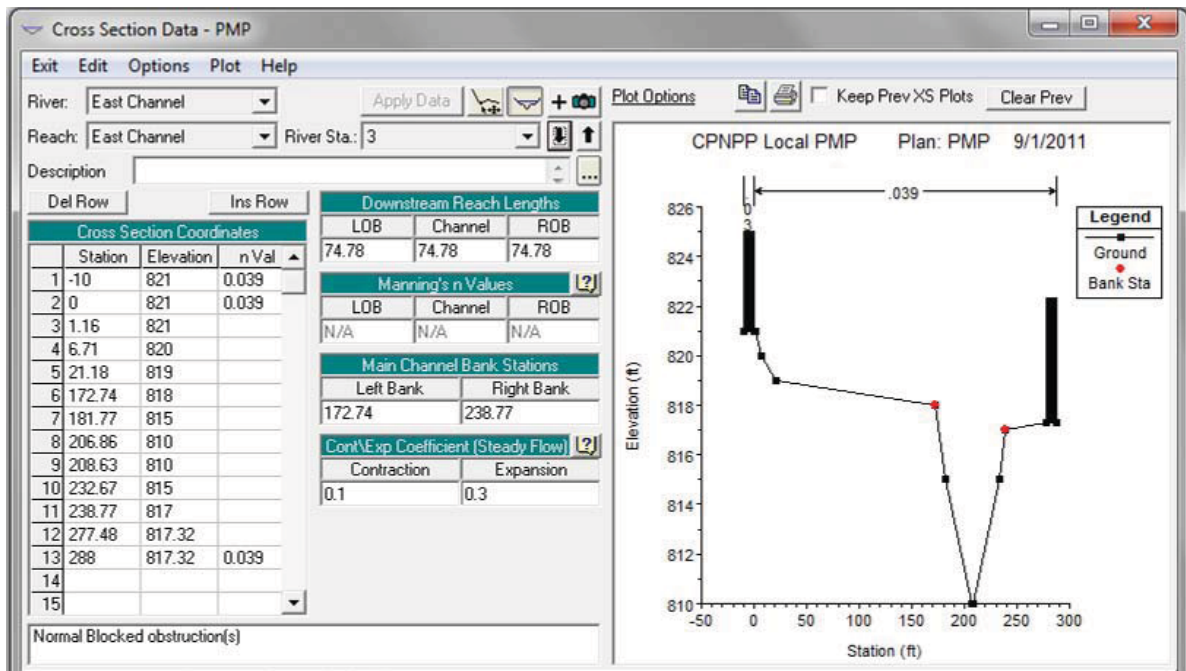 Cross Section Data - PMP
Exit Edit Options Plot Help
River: East Channel
Apply Data
Reach: East Channel River Sta.: 3
Description
...
Del Row Ins Row
Cross Section Coordinates
Station Elevation n Val
1 -10 821 0.039
2 0 821 0.039
3 1.16 821
4 6.71 820
5 21.18 819
6 172.74 818
7 181.77 815
8 206.86 810
9 208.63 810
10 232.67 815
11 238.77 817
12 277.48 817.32
13 288 817.32 0.039
14
15
Downstream Reach Lengths
LOB Channel ROB
74.78 74.78 74.78
Manning's n Values
LOB Channel ROB
N/A N/A N/A
Main Channel Bank Stations
Left Bank Right Bank
172.74 238.77
Cont\Exp Coefficient (Steady Flow)
Contraction Expansion
0.1 0.3
Normal Blocked obstruction(s)
Plot Options Keep Prev XS Plots Clear Prev
CPNPP Local PMP Plan: PMP 9/1/2011
.039
826
824
822
820
818
816
814
812
810
Elevation (ft)
-50 0 50 100 150 200 250 300
Station (ft)
Legend
Ground
Bank Sta